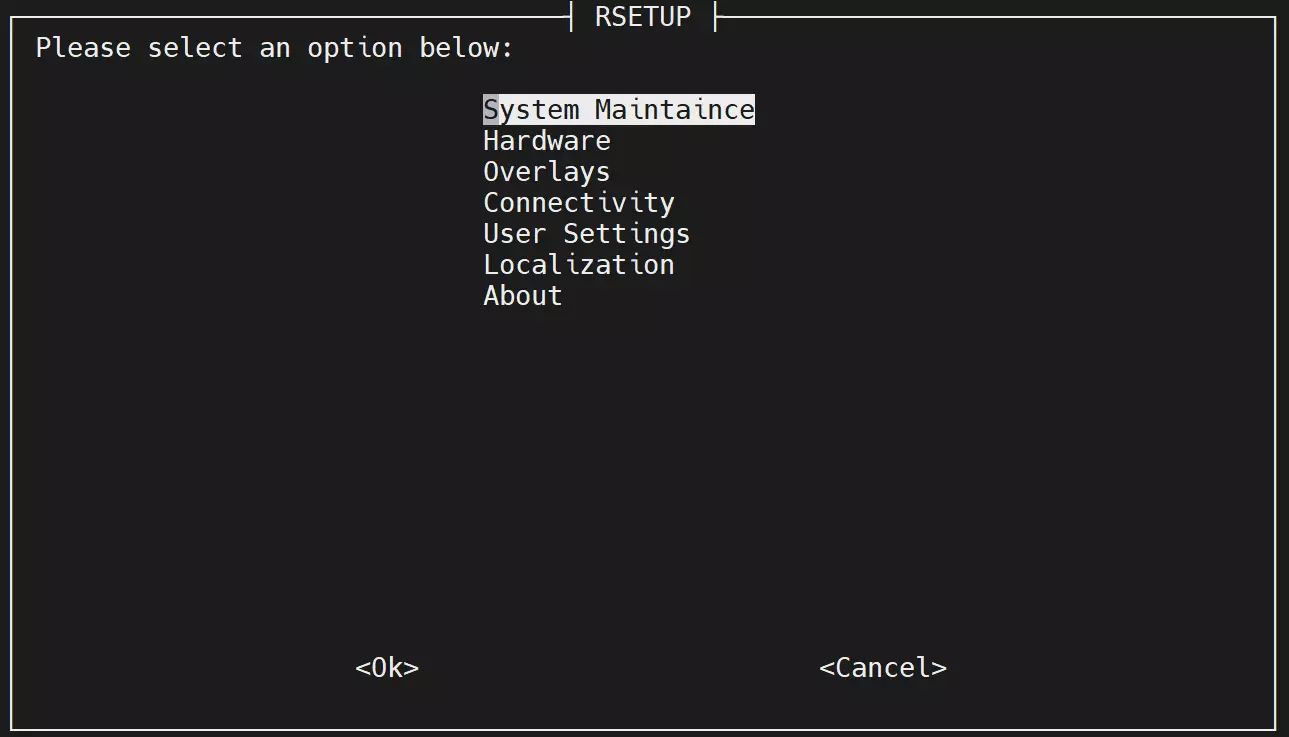 RSETUP
Please select an option below:
System Maintaince
Hardware
Overlays
Connectivity
User Settings
Localization
About
<Ok> <Cancel>